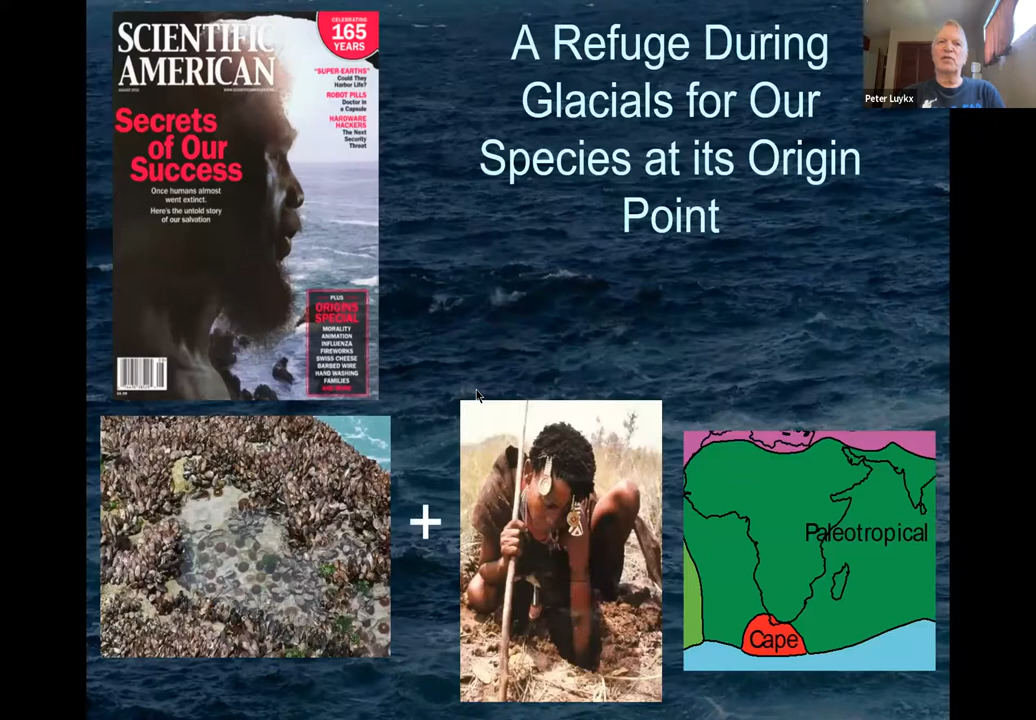 SCIENTIFIC
AMERICAN
CELEBRATING
165
YEARS
Secrets
of Our
Success
Once humans almost
went extinct.
Here's the untold story
of our salvation
"SUPER-EARTHS"
Could They
Harbor Life?
ROBOT PILLS
Doctor in
a Capsule
HARDWARE
HACKERS
The Next
Security
Threat
PLUS
ORIGINS
SPECIAL
MORALITY
ANIMATION
INFLUENZA
FIREWORKS
SWISS CHEESE
BARBED WIRE
HAND WASHING
FAMILIES
A Refuge During
Glacials for Our
Species at its Origin
Point
Peter Luykx
+
Paleotropical
Cape